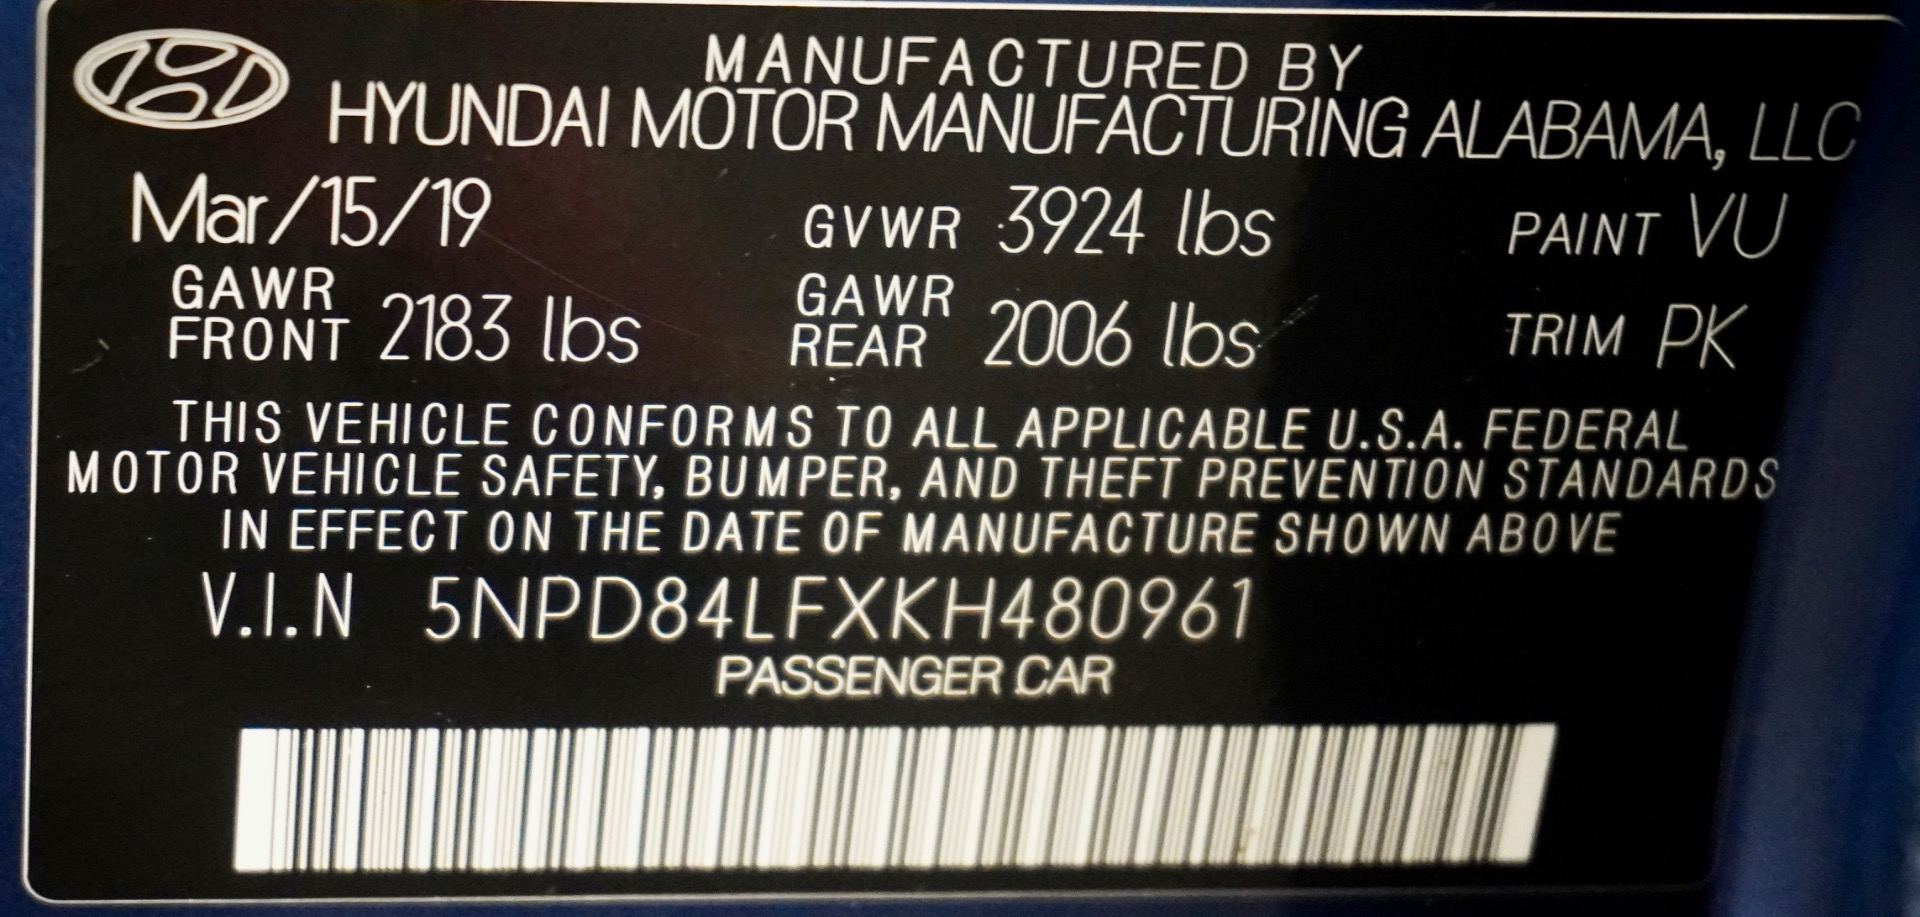 MANUFACTURED BY
HYUNDAI MOTOR MANUFACTURING ALABAMA, LLC
Mar/15/19 GVWR 3924 lbs PAINT VU
GAWR FRONT 2183 lbs GAWR REAR 2006 lbs TRIM PK
THIS VEHICLE CONFORMS TO ALL APPLICABLE U.S.A. FEDERAL
MOTOR VEHICLE SAFETY, BUMPER, AND THEFT PREVENTION STANDARDS
IN EFFECT ON THE DATE OF MANUFACTURE SHOWN ABOVE
V.I.N 5NPD84LFXKH480961
PASSENGER CAR